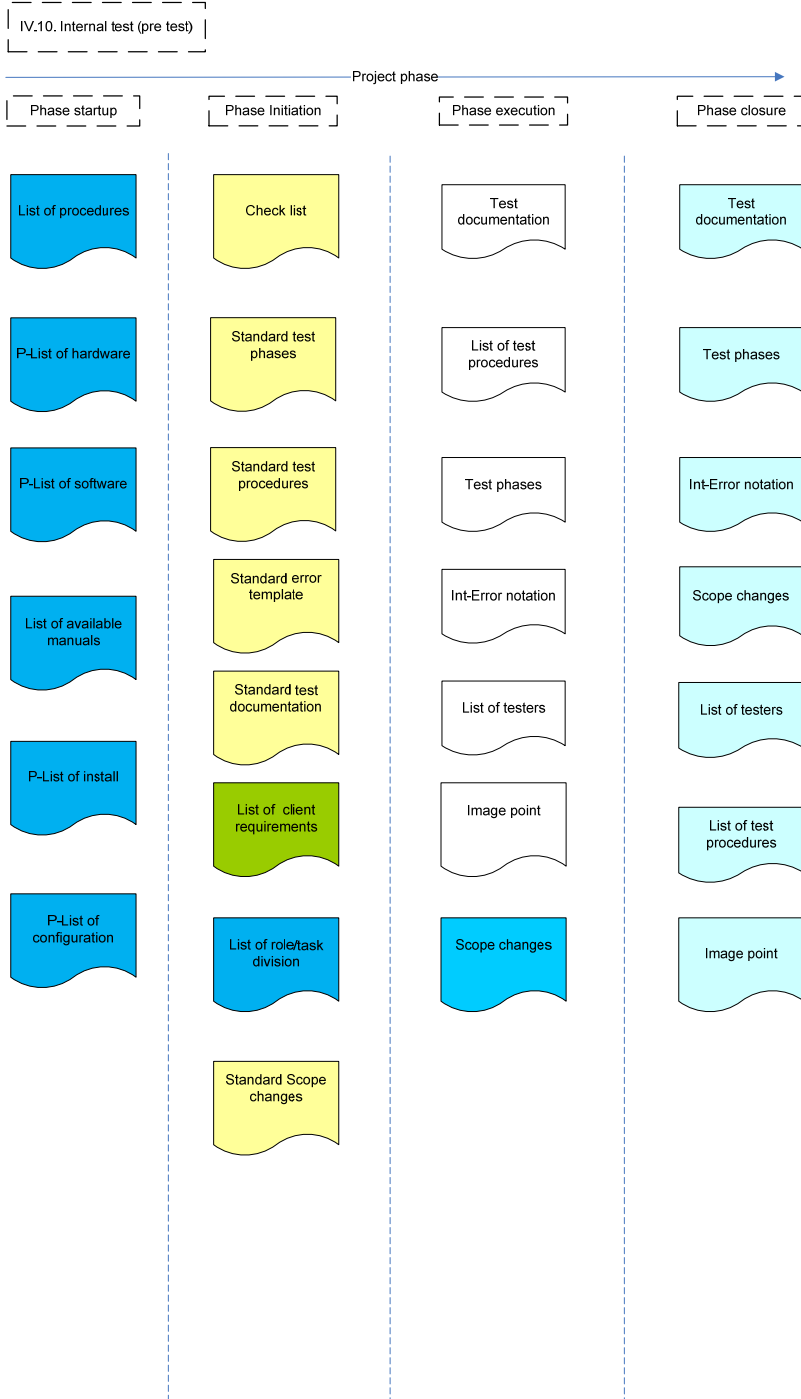 IV.10. Internal test (pre test)
Project phase
Phase startup
Phase Initiation
Phase execution
Phase closure
List of procedures
P-List of hardware
P-List of software
List of available
manuals
P-List of install
P-List of
configuration
Check list
Standard test
phases
Standard test
procedures
Standard error
template
Standard test
documentation
List of client
requirements
List of role/task
division
Standard Scope
changes
Test
documentation
List of test
procedures
Test phases
Int-Error notation
List of testers
Image point
Scope changes
Test
documentation
Test phases
Int-Error notation
Scope changes
List of testers
List of test
procedures
Image point